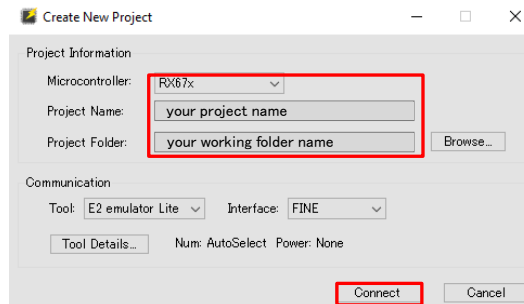 Create New Project
Project Information
Microcontroller: RX67x
Project Name: your project name
Project Folder: your working folder name Browse...
Communication
Tool: E2 emulator Lite Interface: FINE
Tool Details... Num: AutoSelect Power: None
Connect Cancel